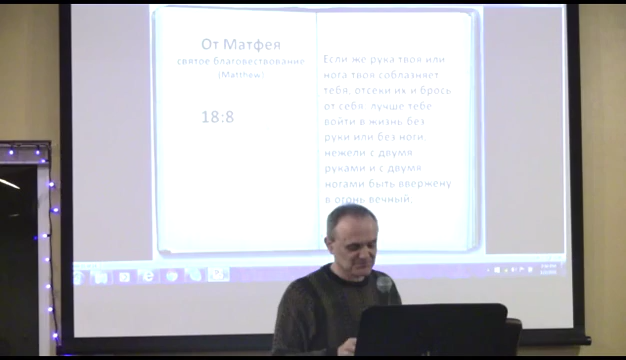 От Матфея
святое благовествование
(Matthew)
18:8
Если же рука твоя или
нога твоя соблазняет
тебя, отсеки их и брось
от себя: лучше тебе
войти в жизнь без
руки или без ноги,
нежели с двумя
руками и с двумя
ногами быть ввержену
в огонь вечный;